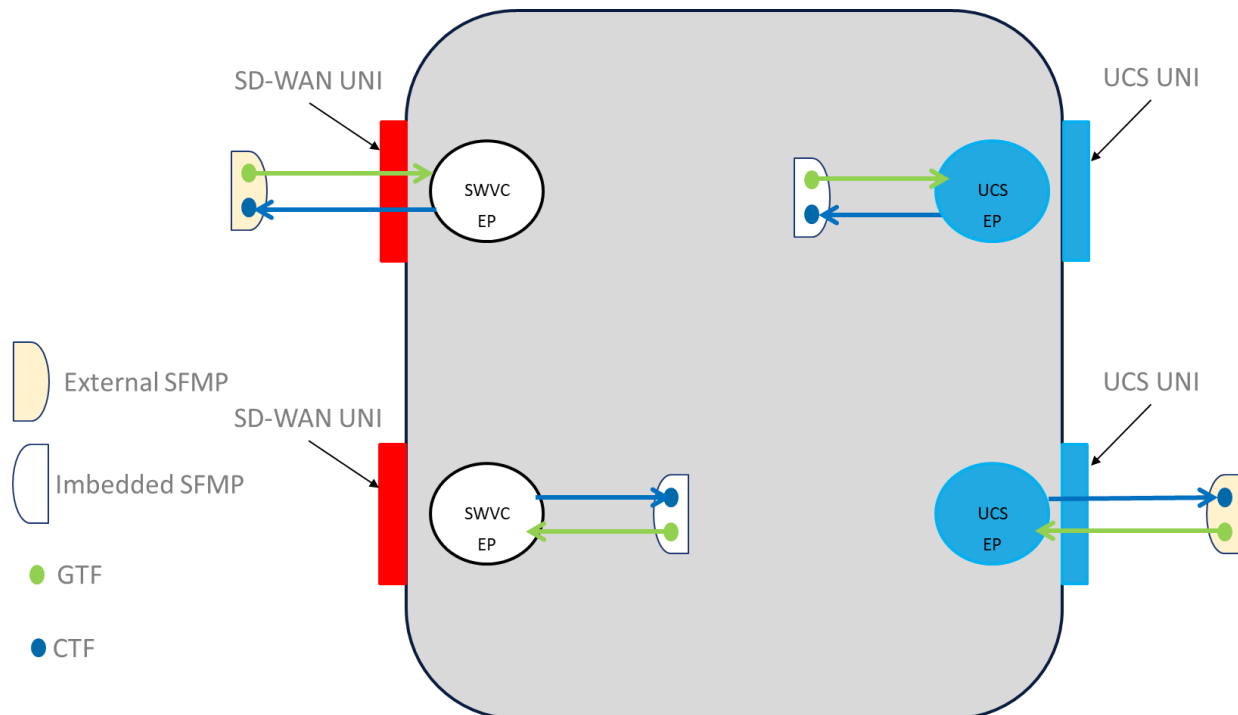 SD-WAN UNI
UCS UNI
SWVC
EP
UCS
EP
External SFMP
SD-WAN UNI
UCS UNI
Imbedded SFMP
SWVC
EP
UCS
EP
GTF
CTF